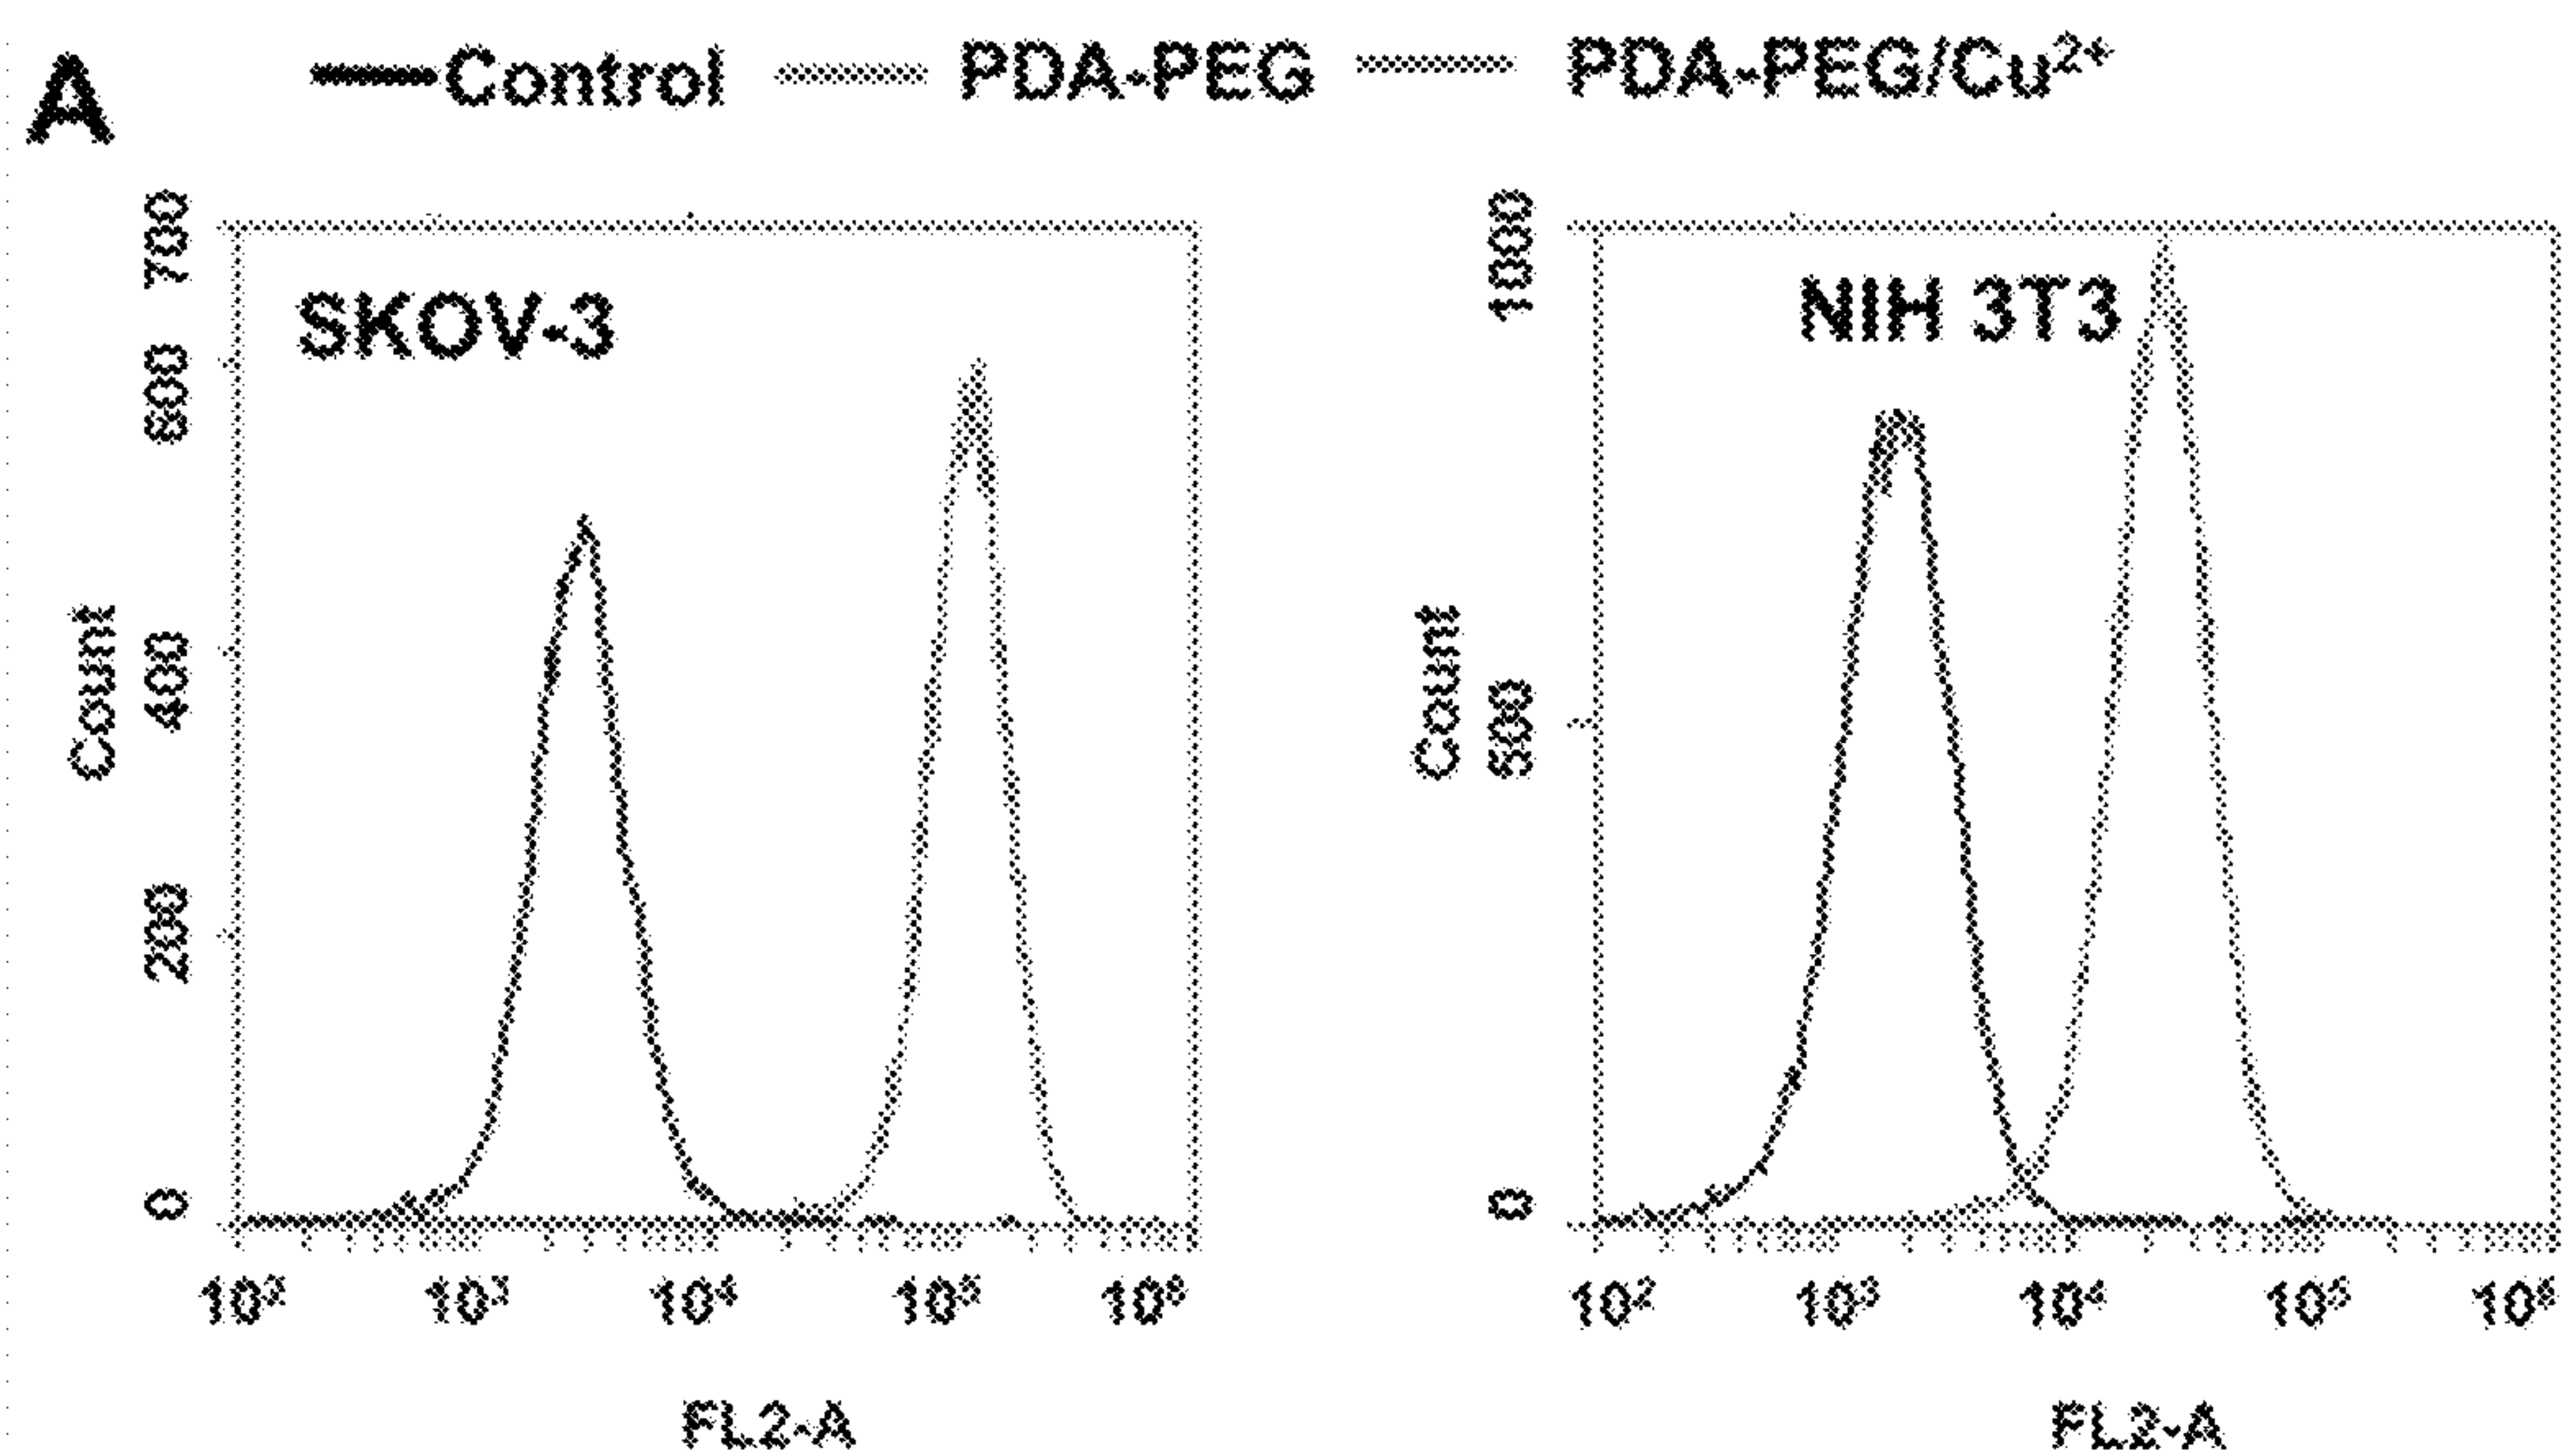 A
Control PDA-PEG PDA-PEG/Cu²⁺
SKOV-3
Count
700
600
400
200
0
10² 10³ 10⁴ 10⁵ 10⁶
FL2-A
NIH 3T3
Count
1000
500
0
10² 10³ 10⁴ 10⁵ 10⁶
FL2-A